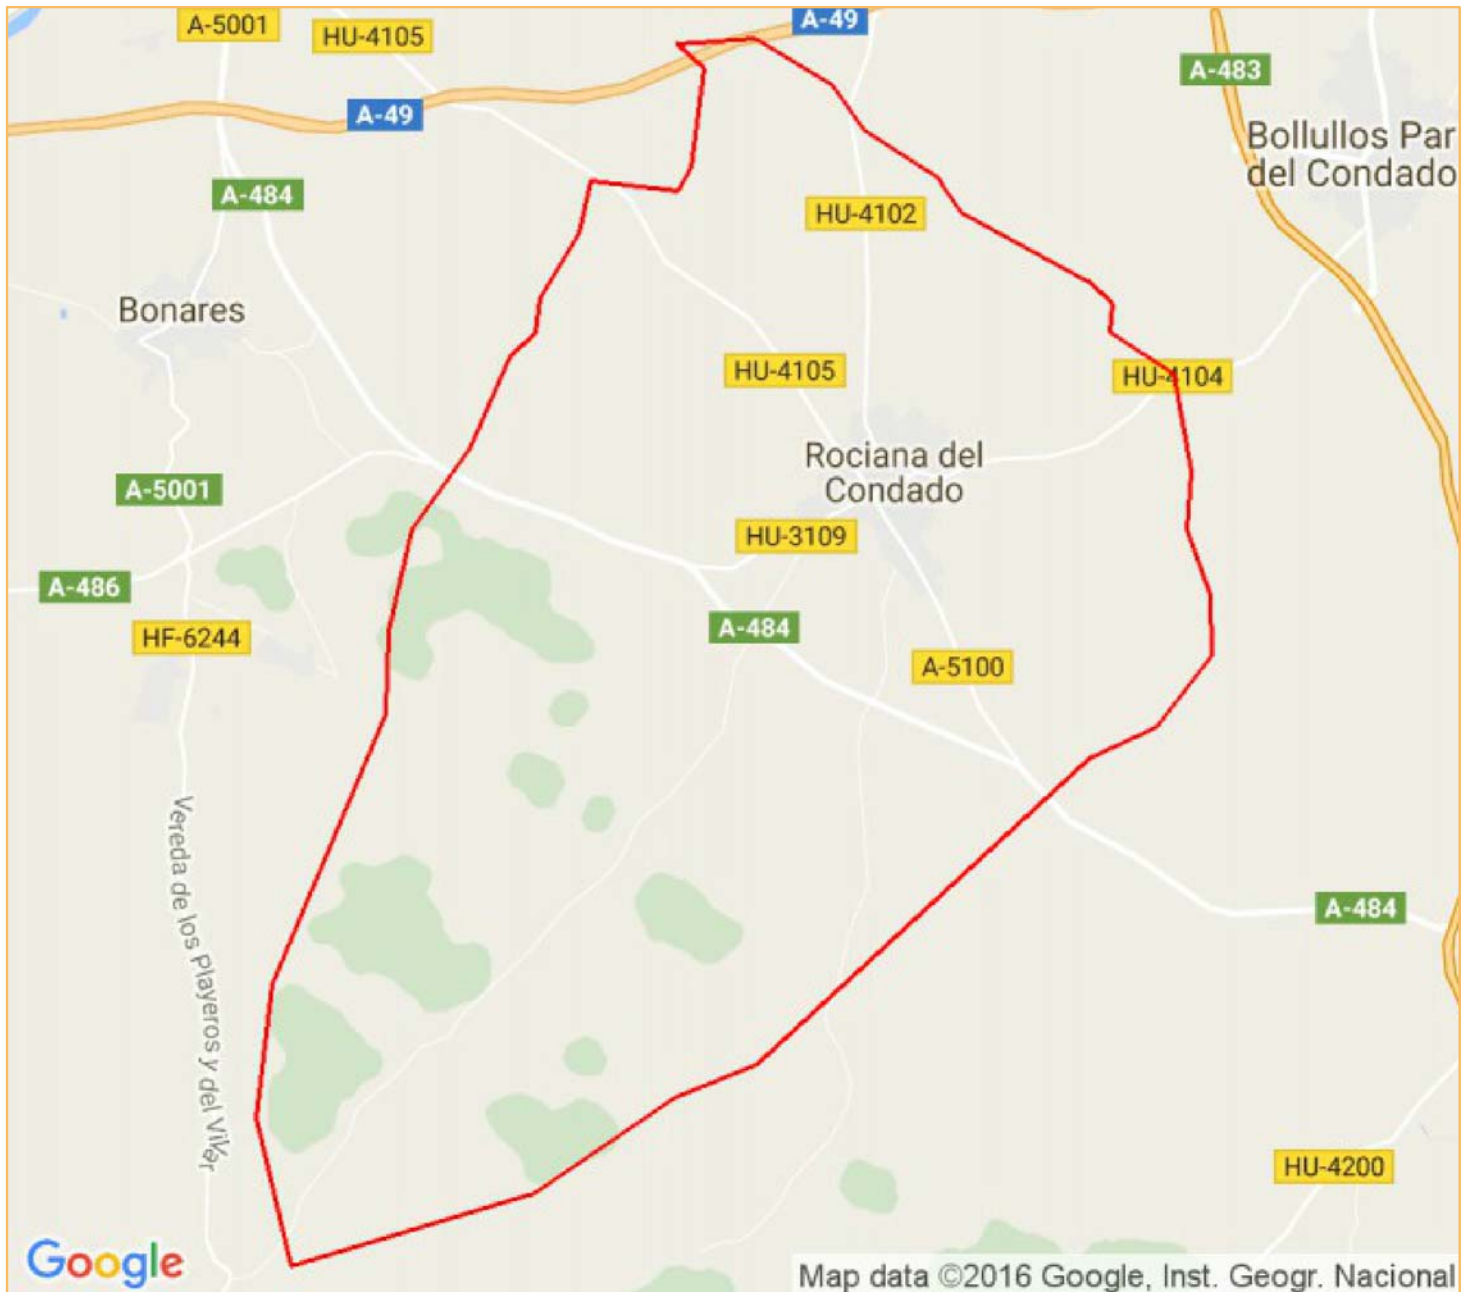 A-5001
HU-4105
A-49
A-483
A-49
Bollullos Par
del Condado
A-484
HU-4102
Bonares
HU-4105
HU-4104
Rociana del
Condado
A-5001
HU-3109
A-486
HF-6244
A-484
A-5100
Vereda de los Playeros y del Vivar
A-484
HU-4200
Google
Map data ©2016 Google, Inst. Geogr. Nacional